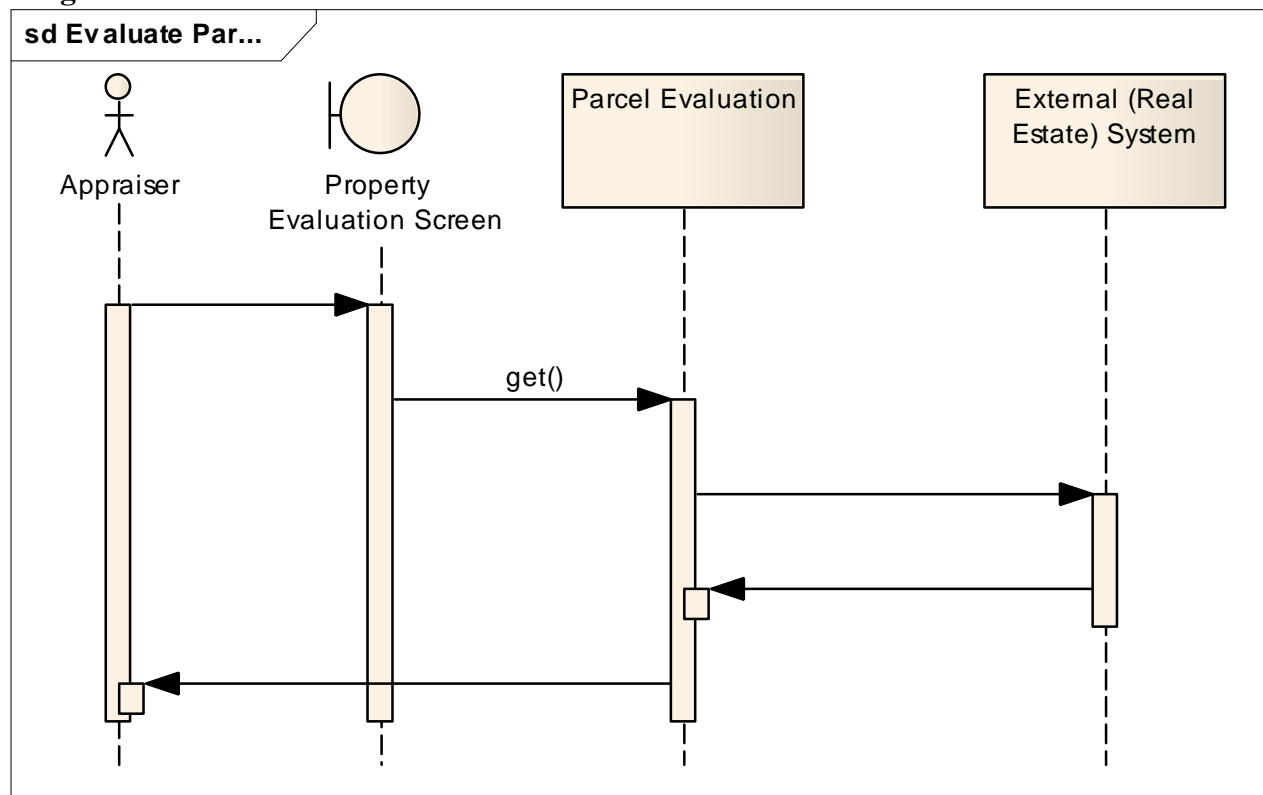 sd Evaluate Par...
Appraiser
Property
Evaluation Screen
Parcel Evaluation
External (Real
Estate) System
get()